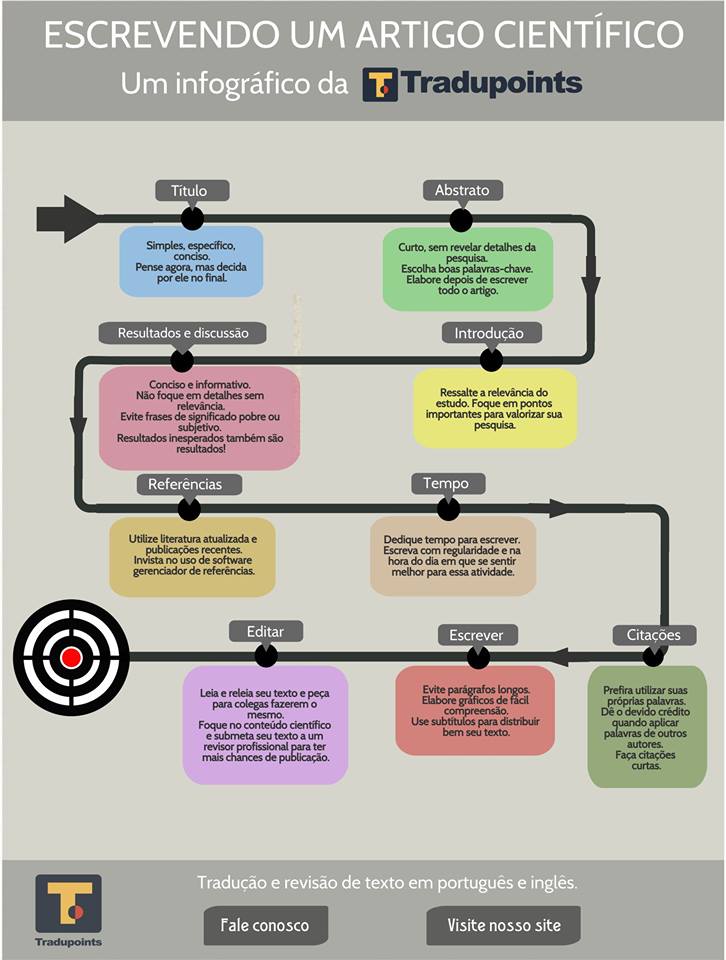 ESCREVENDO UM ARTIGO CIENTÍFICO
Um infográfico da Tradupoints
Título
Simples, específico,
conciso.
Pense agora, mas decida
por ele no final.
Abstrato
Curto, sem revelar detalhes da
pesquisa.
Escolha boas palavras-chave.
Elabore depois de escrever
todo o artigo.
Introdução
Ressalte a relevância do
estudo. Foque em pontos
importantes para valorizar sua
pesquisa.
Resultados e discussão
Conciso e informativo.
Não foque em detalhes sem
relevância.
Evite frases de significado pobre ou
subjetivo.
Resultados inesperados também são
resultados!
Referências
Utilize literatura atualizada e
publicações recentes.
Invista no uso de software
gerenciador de referências.
Tempo
Dedique tempo para escrever.
Escreva com regularidade e na
hora do dia em que se sentir
melhor para essa atividade.
Citações
Prefira utilizar suas
próprias palavras.
Dê o devido crédito
quando aplicar
palavras de outros
autores.
Faça citações
curtas.
Escrever
Evite parágrafos longos.
Elabore gráficos de fácil
compreensão.
Use subtítulos para distribuir
bem seu texto.
Editar
Leia e releia seu texto e peça
para colegas fazerem o
mesmo.
Foque no conteúdo científico
e submeta seu texto a um
revisor profissional para ter
mais chances de publicação.
Tradupoints
Tradução e revisão de texto em português e inglês.
Fale conosco
Visite nosso site